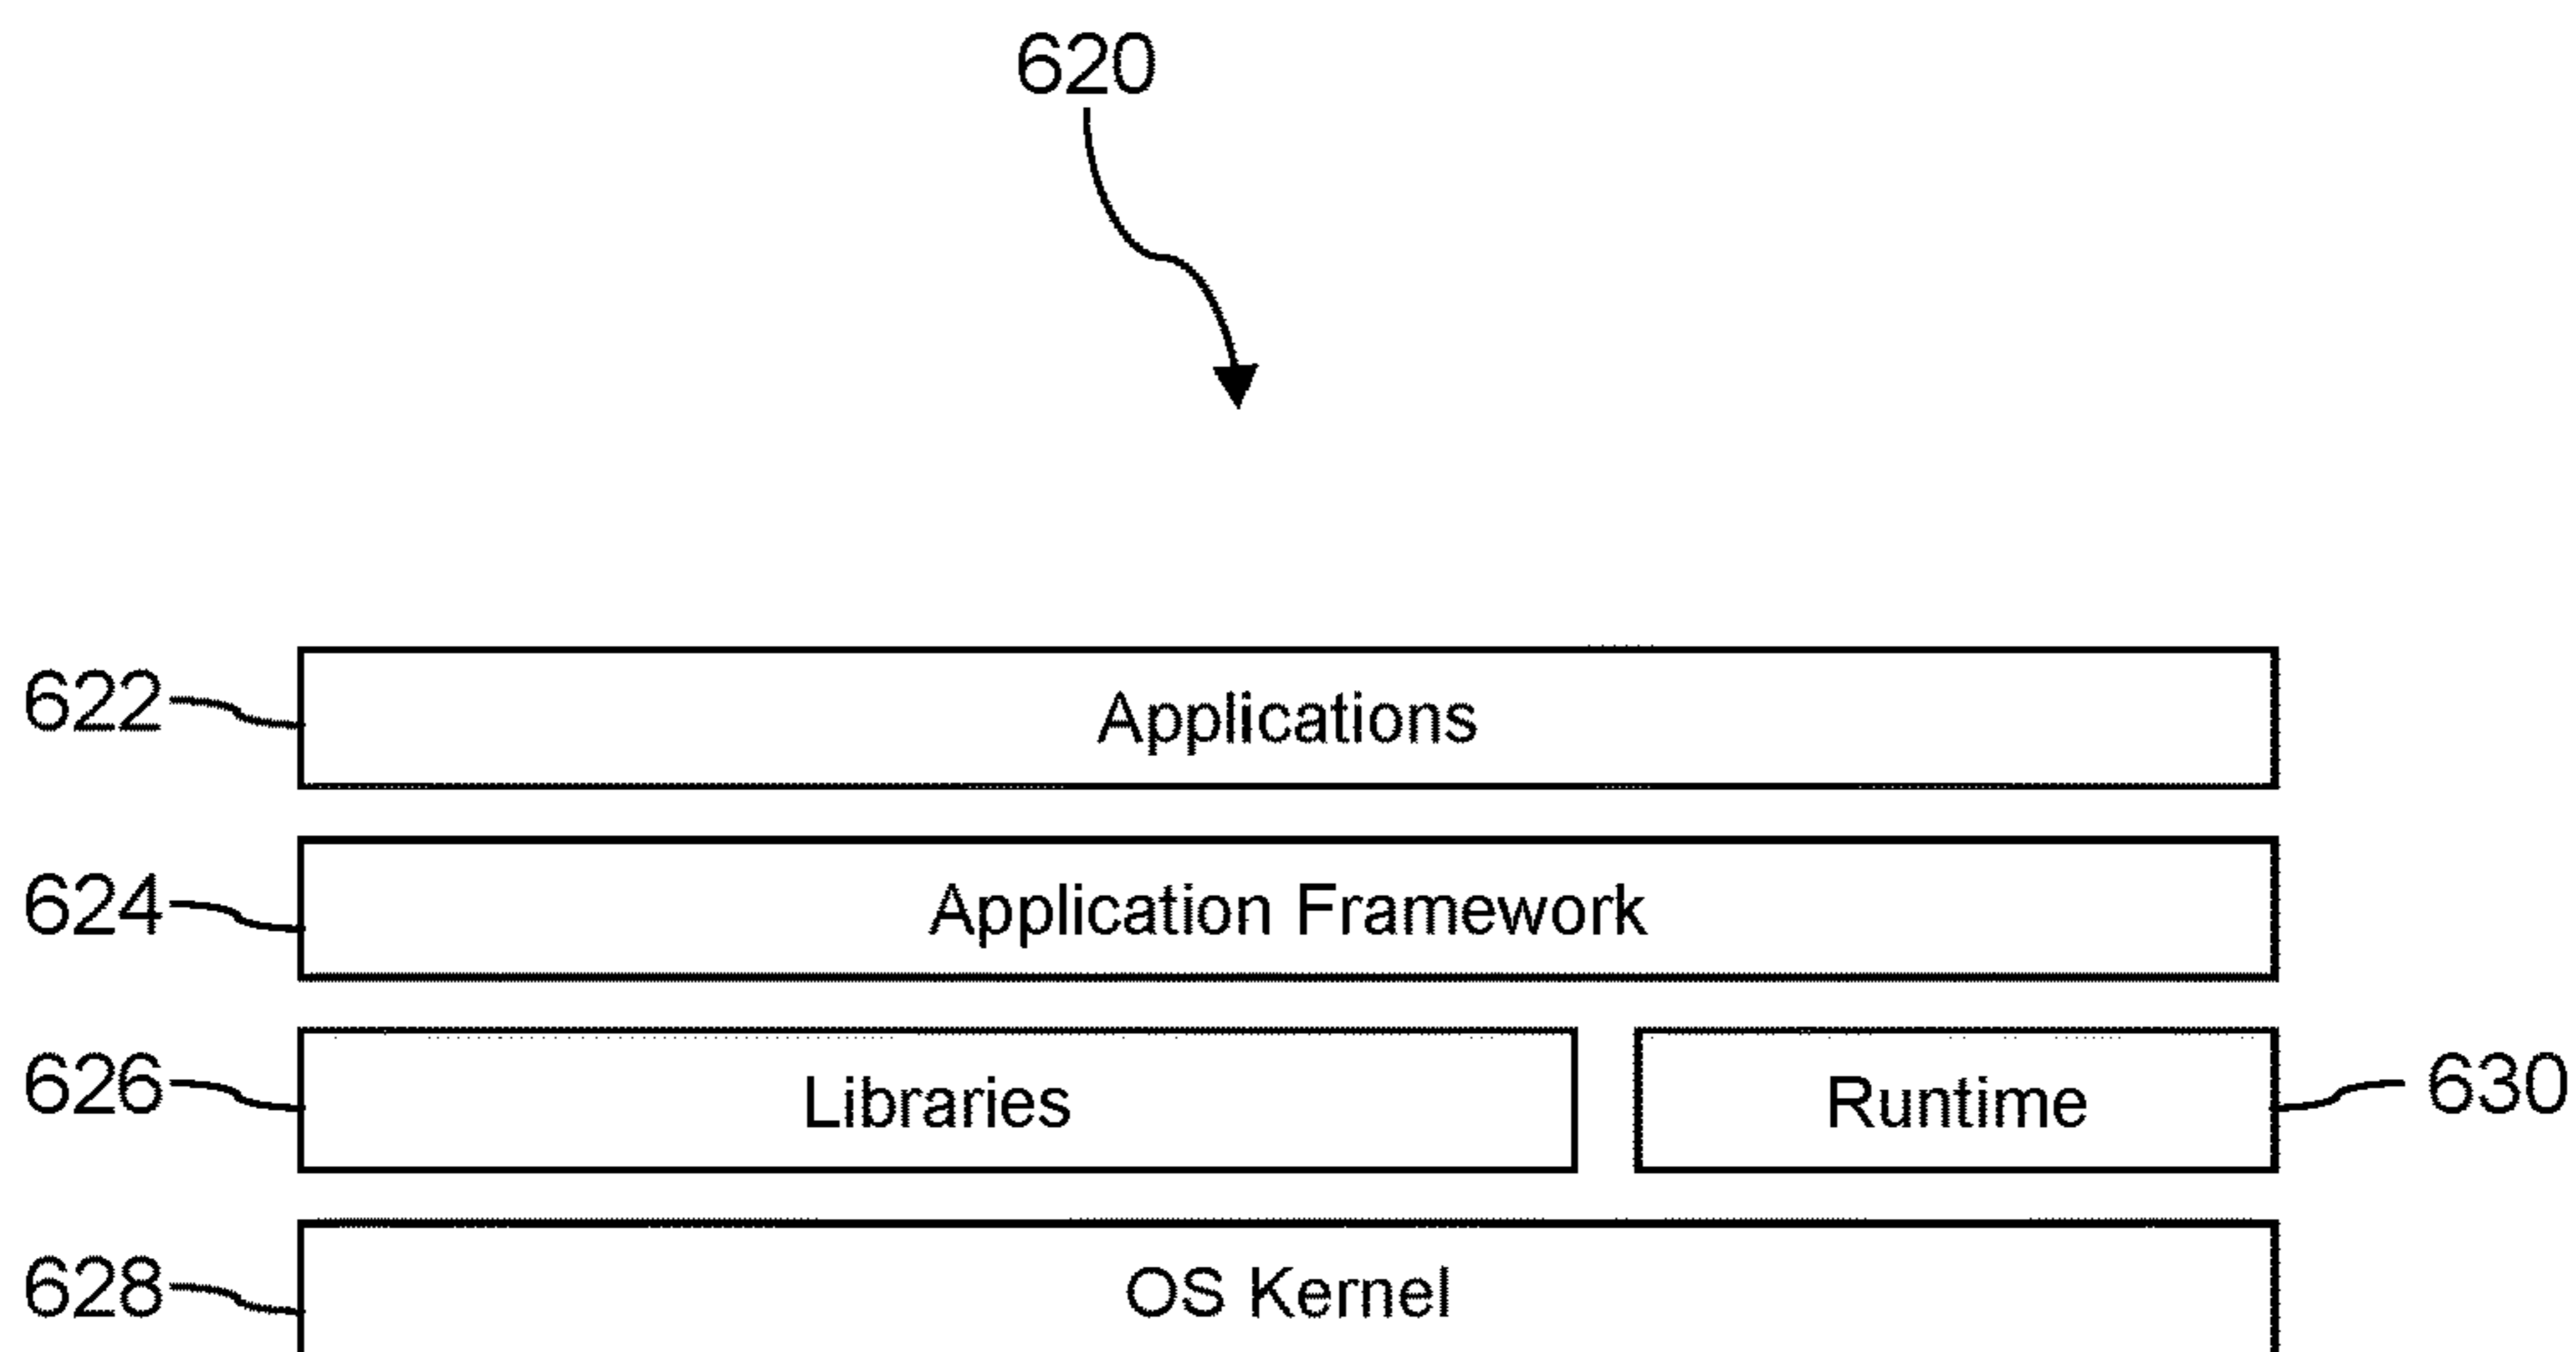 620
622 Applications
624 Application Framework
626 Libraries Runtime 630
628 OS Kernel